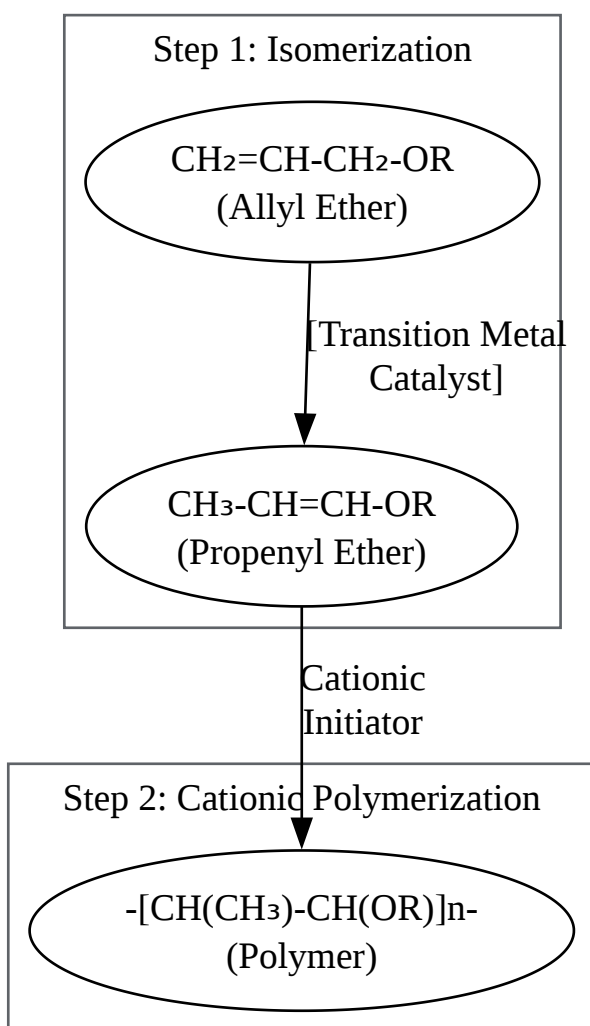 Step 1: Isomerization
CH₂=CH-CH₂-OR
(Allyl Ether)
[Transition Metal
Catalyst]
CH₃-CH=CH-OR
(Propenyl Ether)
Cationic
Initiator
Step 2: Cationic Polymerization
-[CH(CH₃)-CH(OR)]n-
(Polymer)